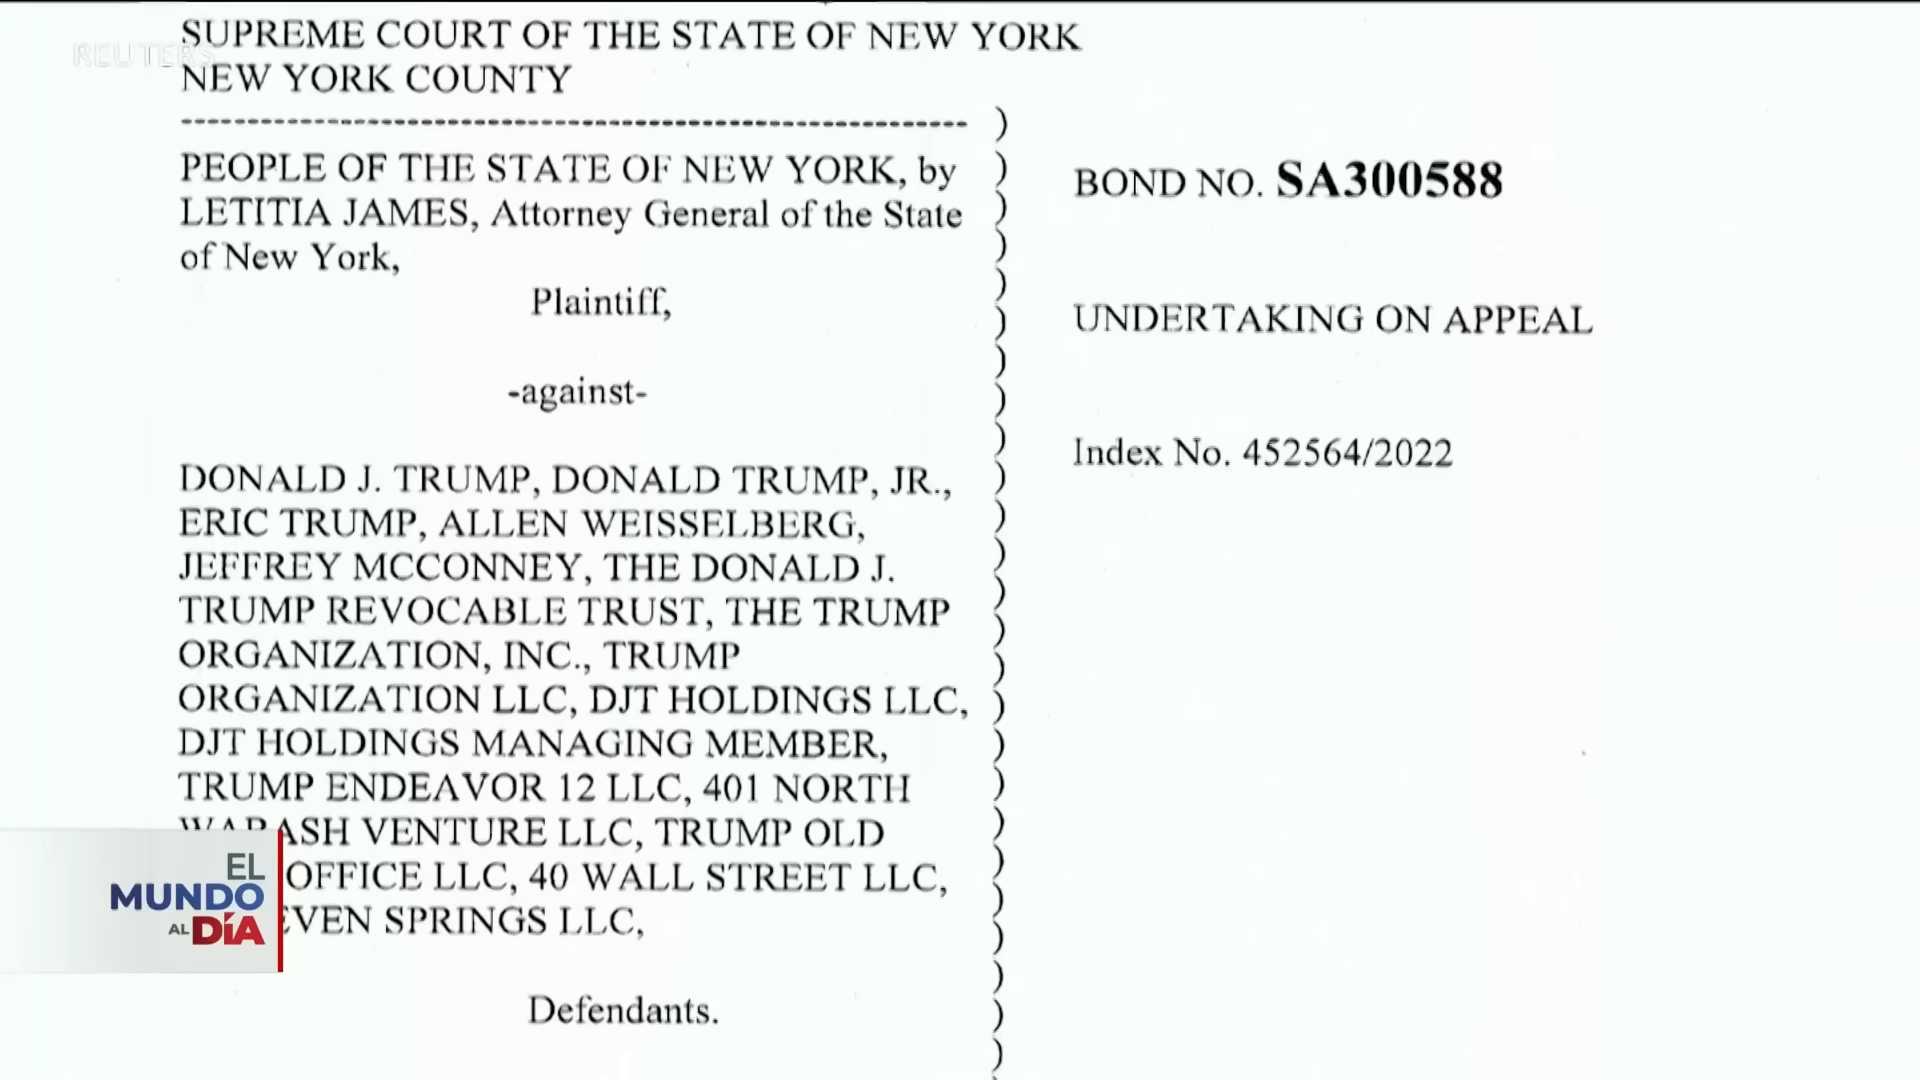 SUPREME COURT OF THE STATE OF NEW YORK
REUTERS
NEW YORK COUNTY
---------------------------------------------------------------- )
PEOPLE OF THE STATE OF NEW YORK, by
LETITIA JAMES, Attorney General of the State
of New York,
Plaintiff,
-against-
DONALD J. TRUMP, DONALD TRUMP, JR.,
ERIC TRUMP, ALLEN WEISSELBERG,
JEFFREY MCCONNEY, THE DONALD J.
TRUMP REVOCABLE TRUST, THE TRUMP
ORGANIZATION, INC., TRUMP
ORGANIZATION LLC, DJT HOLDINGS LLC,
DJT HOLDINGS MANAGING MEMBER,
TRUMP ENDEAVOR 12 LLC, 401 NORTH
WABASH VENTURE LLC, TRUMP OLD
OFFICE LLC, 40 WALL STREET LLC,
EVEN SPRINGS LLC,
Defendants.
BOND NO. SA300588
UNDERTAKING ON APPEAL
Index No. 452564/2022
EL
MUNDO
AL DÍA